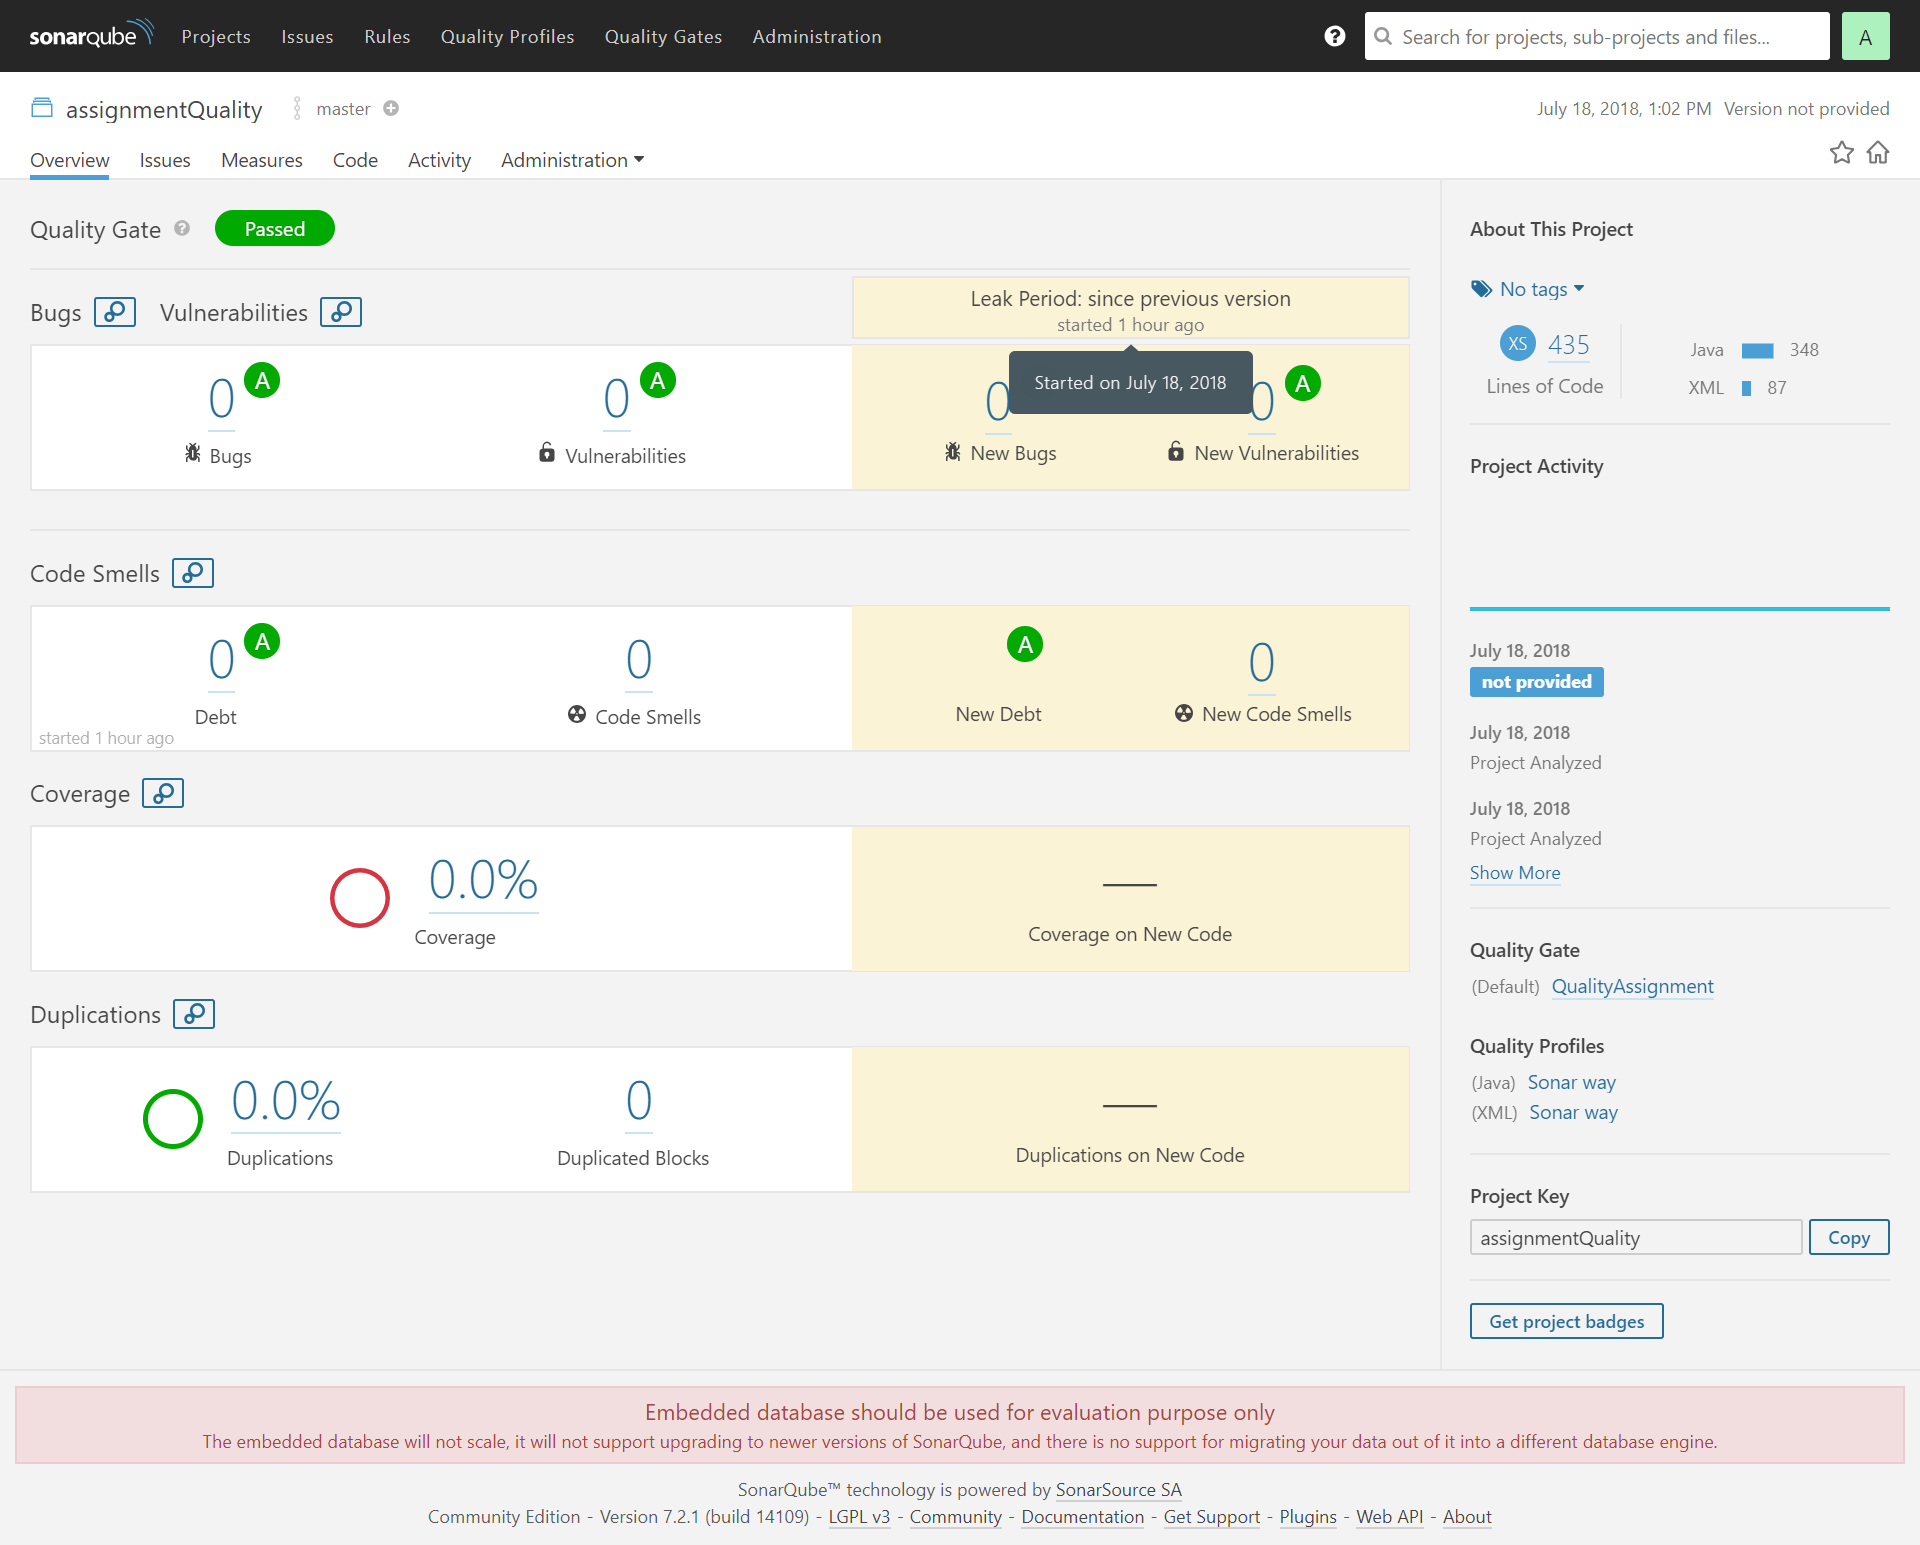 sonarqube Projects Issues Rules Quality Profiles Quality Gates Administration ? Search for projects, sub-projects and files... A
assignmentQuality master July 18, 2018, 1:02 PM Version not provided
Overview Issues Measures Code Activity Administration
Quality Gate ? Passed
Leak Period: since previous version
started 1 hour ago
Bugs Vulnerabilities
Started on July 18, 2018
0 A 0 A 0 0 A
Bugs Vulnerabilities New Bugs New Vulnerabilities
Code Smells
0 A 0 A 0
Debt Code Smells New Debt New Code Smells
started 1 hour ago
Coverage
0.0%
Coverage Coverage on New Code
Duplications
0.0% 0
Duplications Duplicated Blocks Duplications on New Code
About This Project
No tags
XS 435
Lines of Code
Java 348
XML 87
Project Activity
July 18, 2018
not provided
July 18, 2018
Project Analyzed
July 18, 2018
Project Analyzed
Show More
Quality Gate
(Default) QualityAssignment
Quality Profiles
(Java) Sonar way
(XML) Sonar way
Project Key
assignmentQuality Copy
Get project badges
Embedded database should be used for evaluation purpose only
The embedded database will not scale, it will not support upgrading to newer versions of SonarQube, and there is no support for migrating your data out of it into a different database engine.
SonarQube™ technology is powered by SonarSource SA
Community Edition - Version 7.2.1 (build 14109) - LGPL v3 - Community - Documentation - Get Support - Plugins - Web API - About